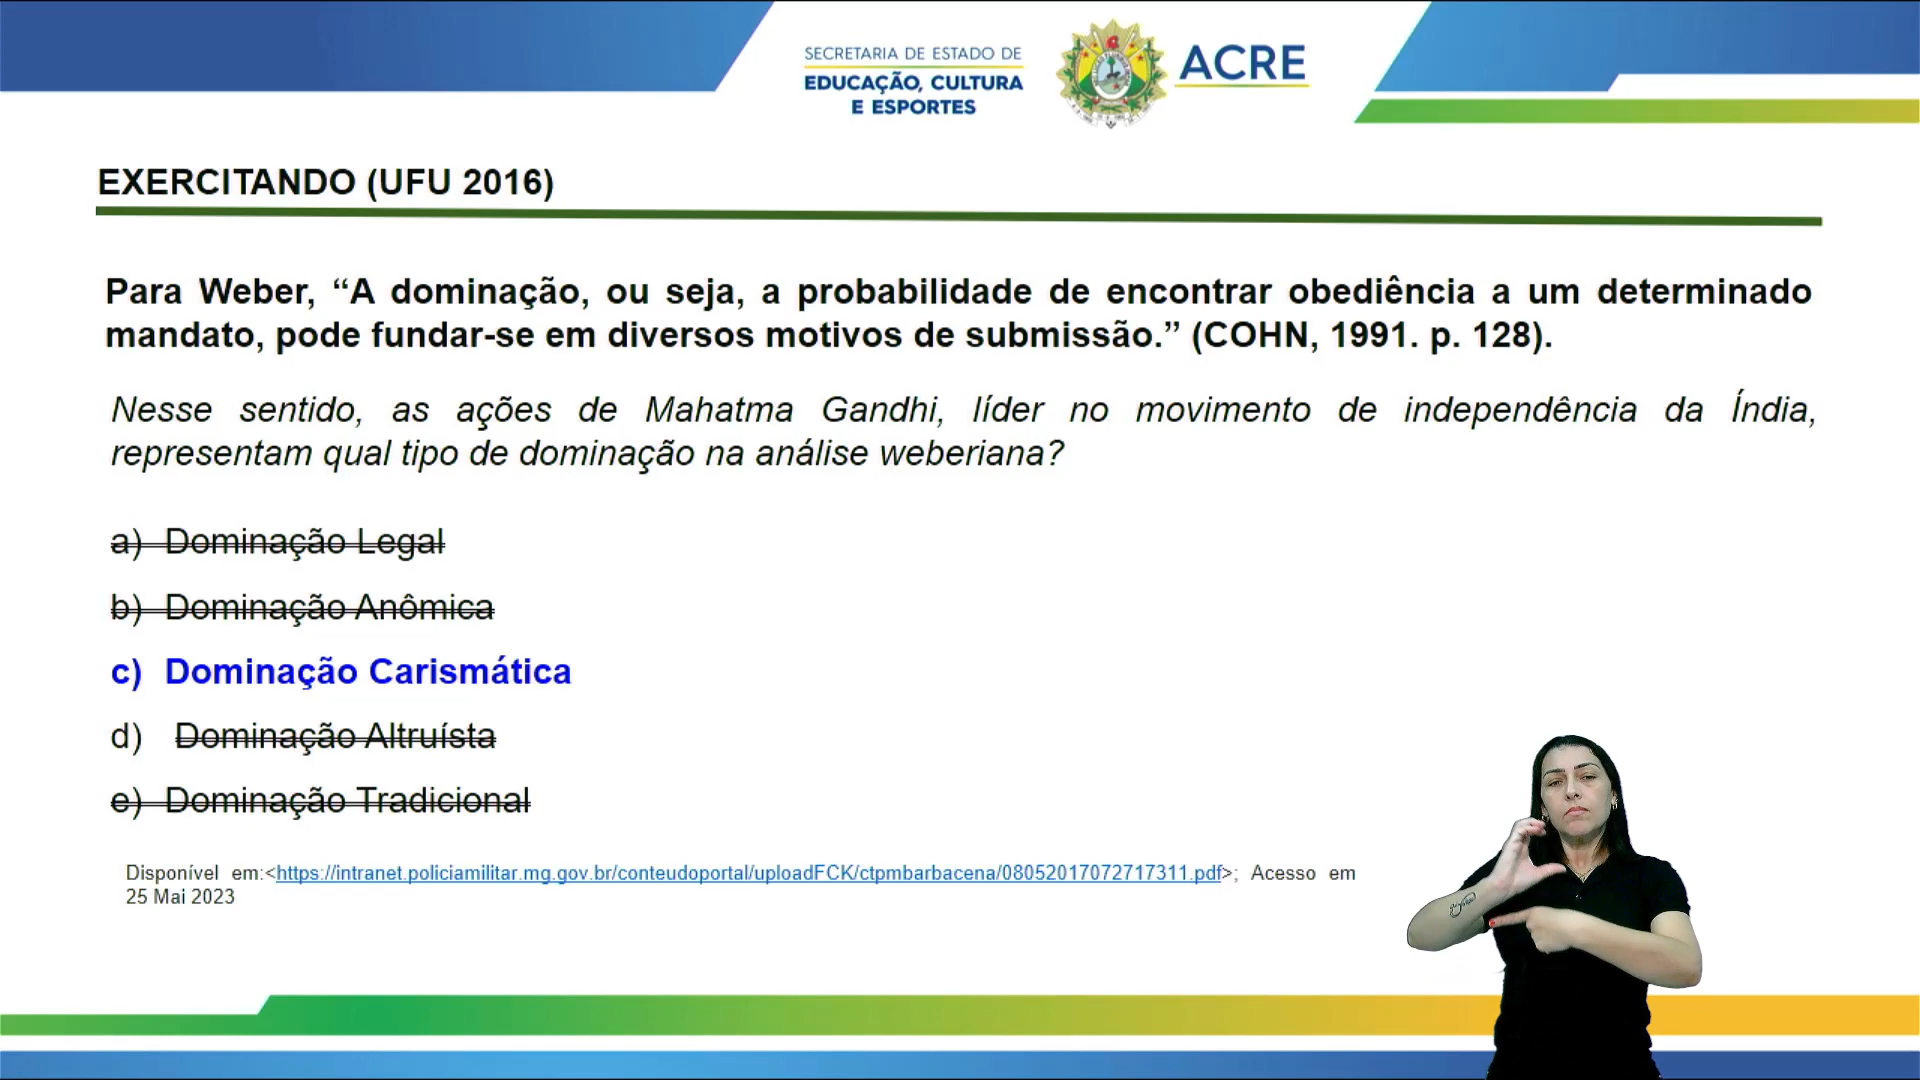 SECRETARIA DE ESTADO DE
EDUCAÇÃO, CULTURA
E ESPORTES
ACRE
EXERCITANDO (UFU 2016)
Para Weber, “A dominação, ou seja, a probabilidade de encontrar obediência a um determinado
mandato, pode fundar-se em diversos motivos de submissão.” (COHN, 1991. p. 128).
Nesse sentido, as ações de Mahatma Gandhi, líder no movimento de independência da Índia,
representam qual tipo de dominação na análise weberiana?
a) Dominação Legal
b) Dominação Anômica
c) Dominação Carismática
d) Dominação Altruísta
e) Dominação Tradicional
Disponível em:<https://intranet.policiamilitar.mg.gov.br/conteudoportal/uploadFCK/ctpmbarbacena/08052017072717311.pdf>; Acesso em
25 Mai 2023